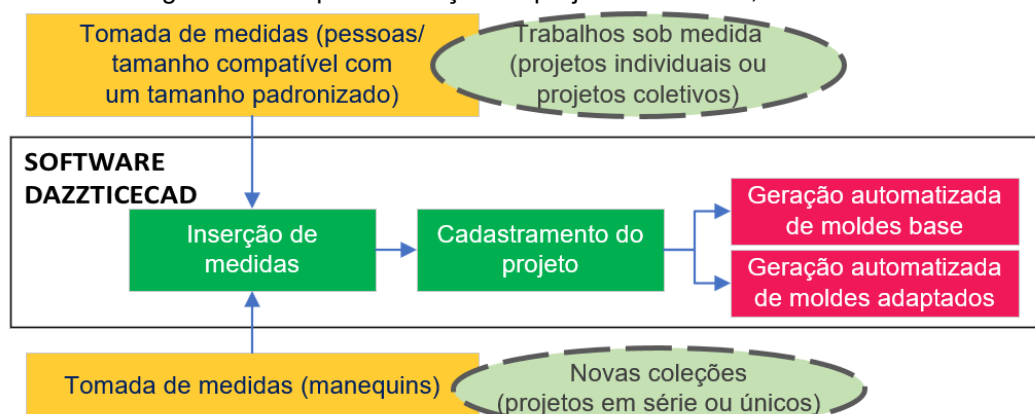 Tomada de medidas (pessoas/
tamanho compatível com
um tamanho padronizado)
Trabalhos sob medida
(projetos individuais ou
projetos coletivos)
SOFTWARE
DAZZTICECAD
Inserção de
medidas
Cadastramento do
projeto
Geração automatizada
de moldes base
Geração automatizada
de moldes adaptados
Tomada de medidas (manequins)
Novas coleções
(projetos em série ou únicos)